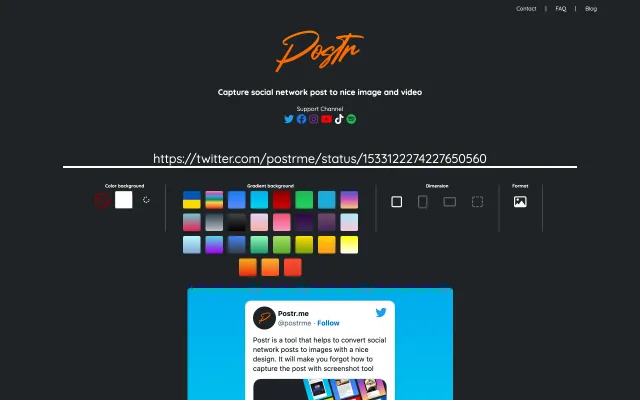 Contact | FAQ | Blog
Postr
Capture social network post to nice image and video
Support Channel
https://twitter.com/postrme/status/1533122274227650560
Color background
Gradient background
Dimension
Format
Postr.me
@postrme · Follow
Postr is a tool that helps to convert social
network posts to images with a nice
design. It will make you forgot how to
capture the post with screenshot tool